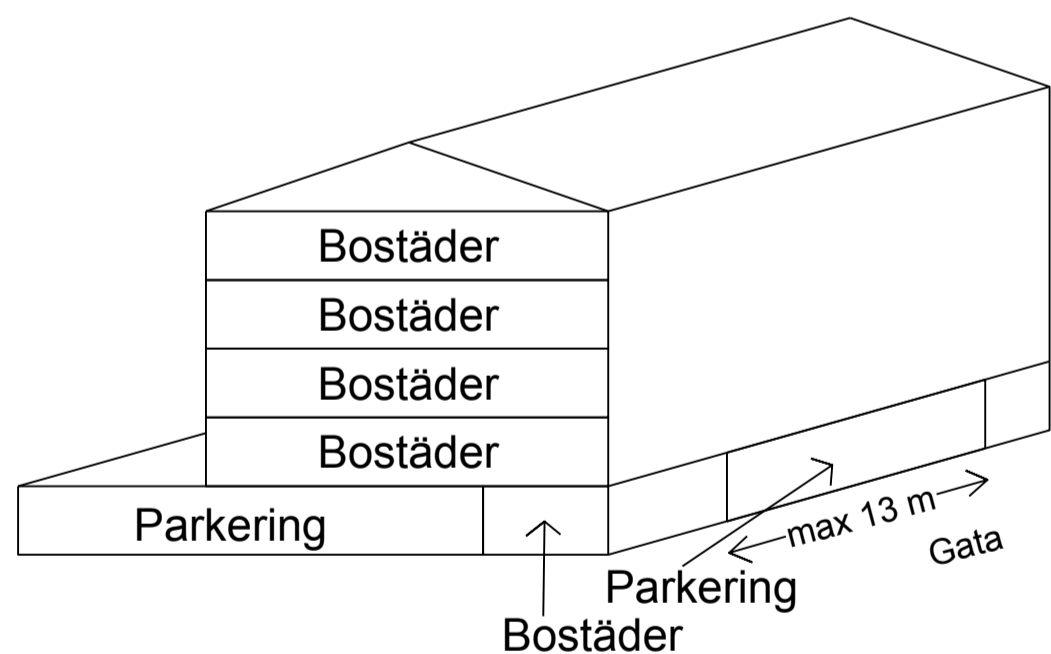 Bostäder
Bostäder
Bostäder
Bostäder
Parkering
max 13 m
Gata
Parkering
Bostäder